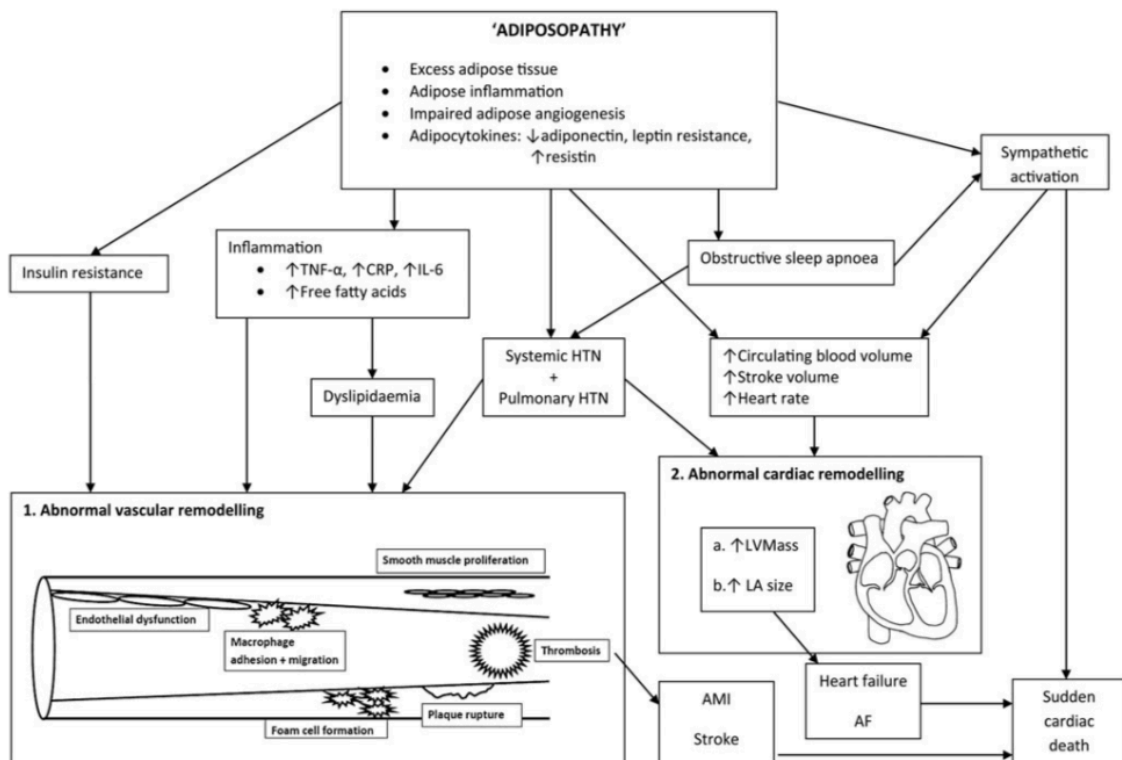 'ADIPOSOPATHY'
• Excess adipose tissue
• Adipose inflammation
• Impaired adipose angiogenesis
• Adipocytokines: ↓adiponectin, leptin resistance,
↑resistin
Sympathetic
activation
Insulin resistance
Inflammation
• ↑TNF-α, ↑CRP, ↑IL-6
• ↑Free fatty acids
Obstructive sleep apnoea
Dyslipidaemia
Systemic HTN
+
Pulmonary HTN
↑Circulating blood volume
↑Stroke volume
↑Heart rate
1. Abnormal vascular remodelling
Smooth muscle proliferation
Endothelial dysfunction
Macrophage
adhesion + migration
Thrombosis
Foam cell formation
Plaque rupture
2. Abnormal cardiac remodelling
a. ↑LVMass
b.↑ LA size
Heart failure
AF
AMI
Stroke
Sudden
cardiac
death